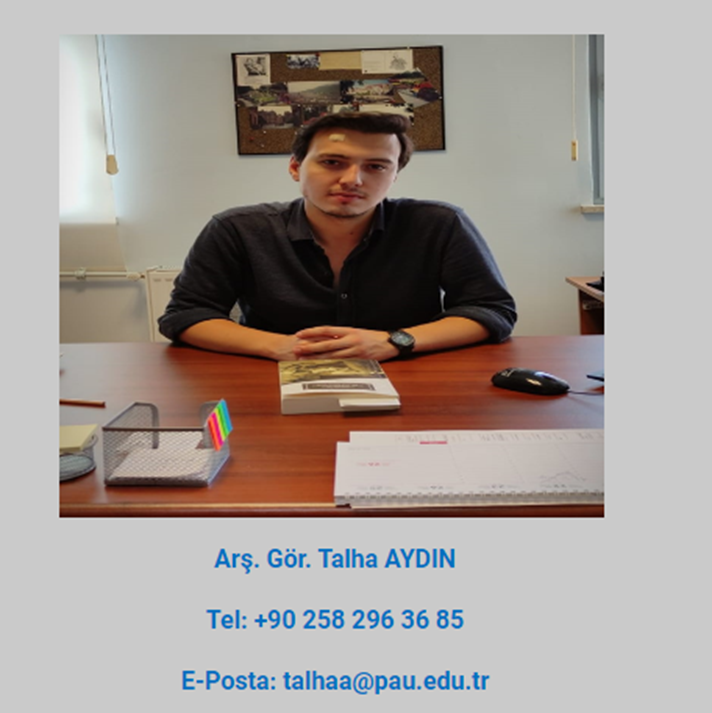 Arş. Gör. Talha AYDIN
Tel: +90 258 296 36 85
E-Posta: talhaa@pau.edu.tr